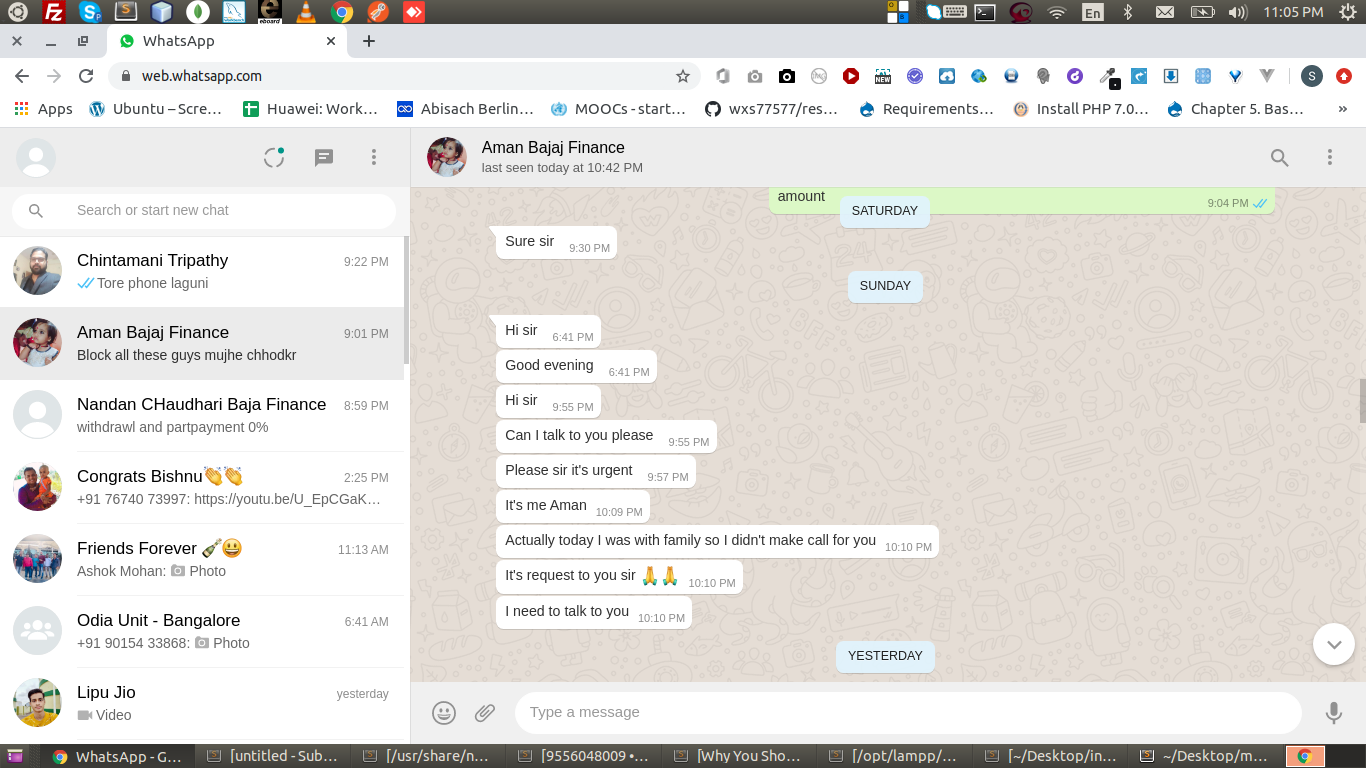 eboard
En
11:05 PM
WhatsApp
web.whatsapp.com
NEW
S
Apps
Ubuntu – Scre...
Huawei: Work...
Abisach Berlin...
MOOCs - start...
wxs77577/res...
Requirements...
Install PHP 7.0...
Chapter 5. Bas...
»
Search or start new chat
Chintamani Tripathy 9:22 PM
Tore phone laguni
Aman Bajaj Finance 9:01 PM
Block all these guys mujhe chhodkr
Nandan CHaudhari Baja Finance 8:59 PM
withdrawl and partpayment 0%
Congrats Bishnu👏👏 2:25 PM
+91 76740 73997: https://youtu.be/U_EpCGaK...
Friends Forever 🍾😃 11:13 AM
Ashok Mohan: Photo
Odia Unit - Bangalore 6:41 AM
+91 90154 33868: Photo
Lipu Jio yesterday
Video
Aman Bajaj Finance
last seen today at 10:42 PM
amount 9:04 PM
SATURDAY
Sure sir 9:30 PM
SUNDAY
Hi sir 6:41 PM
Good evening 6:41 PM
Hi sir 9:55 PM
Can I talk to you please 9:55 PM
Please sir it's urgent 9:57 PM
It's me Aman 10:09 PM
Actually today I was with family so I didn't make call for you 10:10 PM
It's request to you sir 🙏🙏 10:10 PM
I need to talk to you 10:10 PM
YESTERDAY
Type a message
WhatsApp - G...
[untitled - Sub...
[/usr/share/n...
[9556048009 •...
[Why You Sho...
[/opt/lampp/...
[~/Desktop/in...
~/Desktop/m...